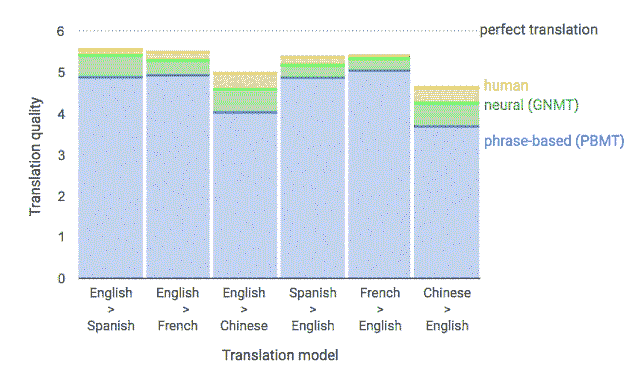 6
perfect translation
5
human
neural (GNMT)
4
phrase-based (PBMT)
3
2
1
0
Translation quality
English > Spanish
English > French
English > Chinese
Spanish > English
French > English
Chinese > English
Translation model